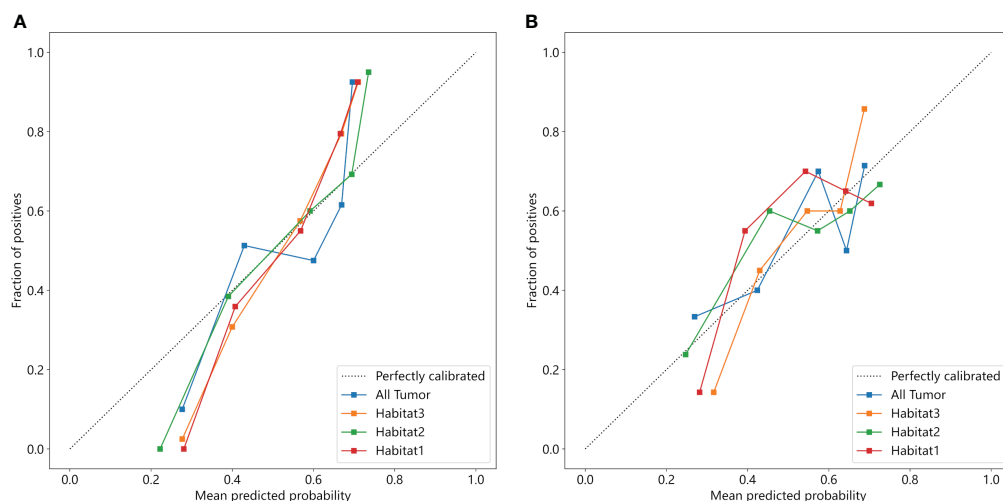 A
B
1.0
0.8
0.6
0.4
0.2
0.0
Fraction of positives
0.0 0.2 0.4 0.6 0.8 1.0
Mean predicted probability
Perfectly calibrated
All Tumor
Habitat3
Habitat2
Habitat1
1.0
0.8
0.6
0.4
0.2
0.0
Fraction of positives
0.0 0.2 0.4 0.6 0.8 1.0
Mean predicted probability
Perfectly calibrated
All Tumor
Habitat3
Habitat2
Habitat1